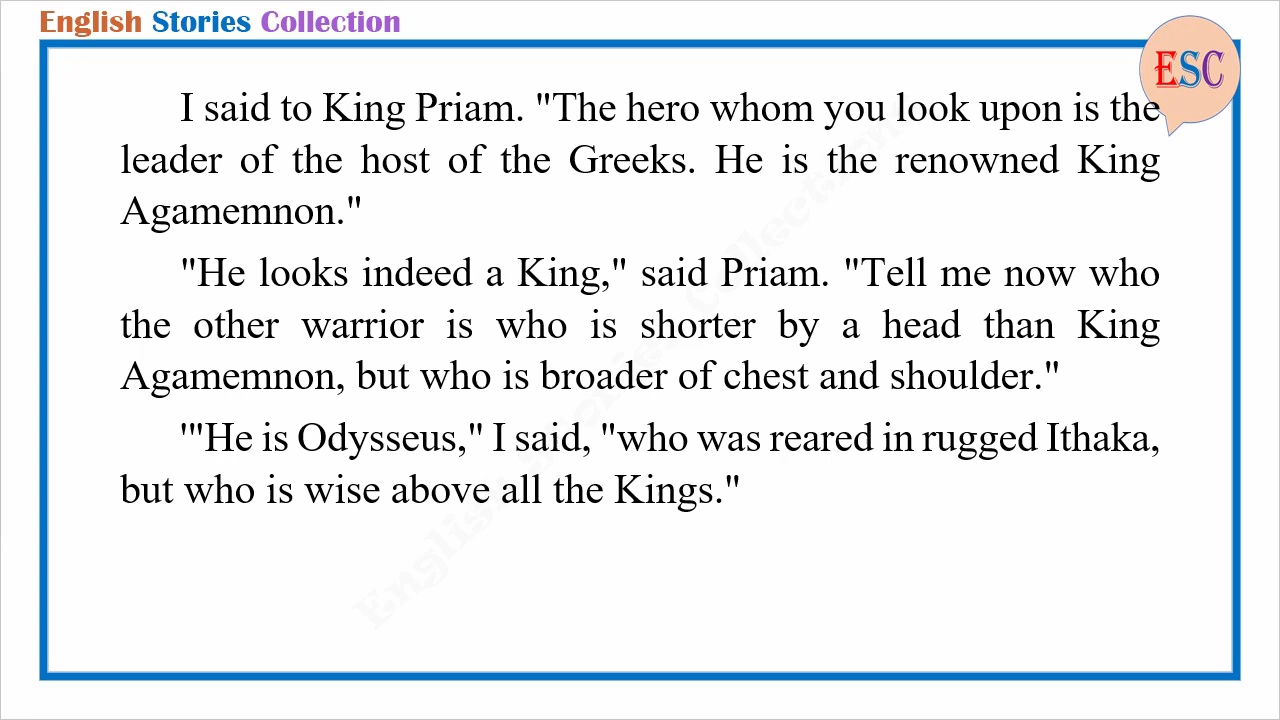 English Stories Collection
ESC
I said to King Priam. "The hero whom you look upon is the
leader of the host of the Greeks. He is the renowned King
Agamemnon."
"He looks indeed a King," said Priam. "Tell me now who
the other warrior is who is shorter by a head than King
Agamemnon, but who is broader of chest and shoulder."
'"He is Odysseus," I said, "who was reared in rugged Ithaka,
but who is wise above all the Kings."
English Stories Collection